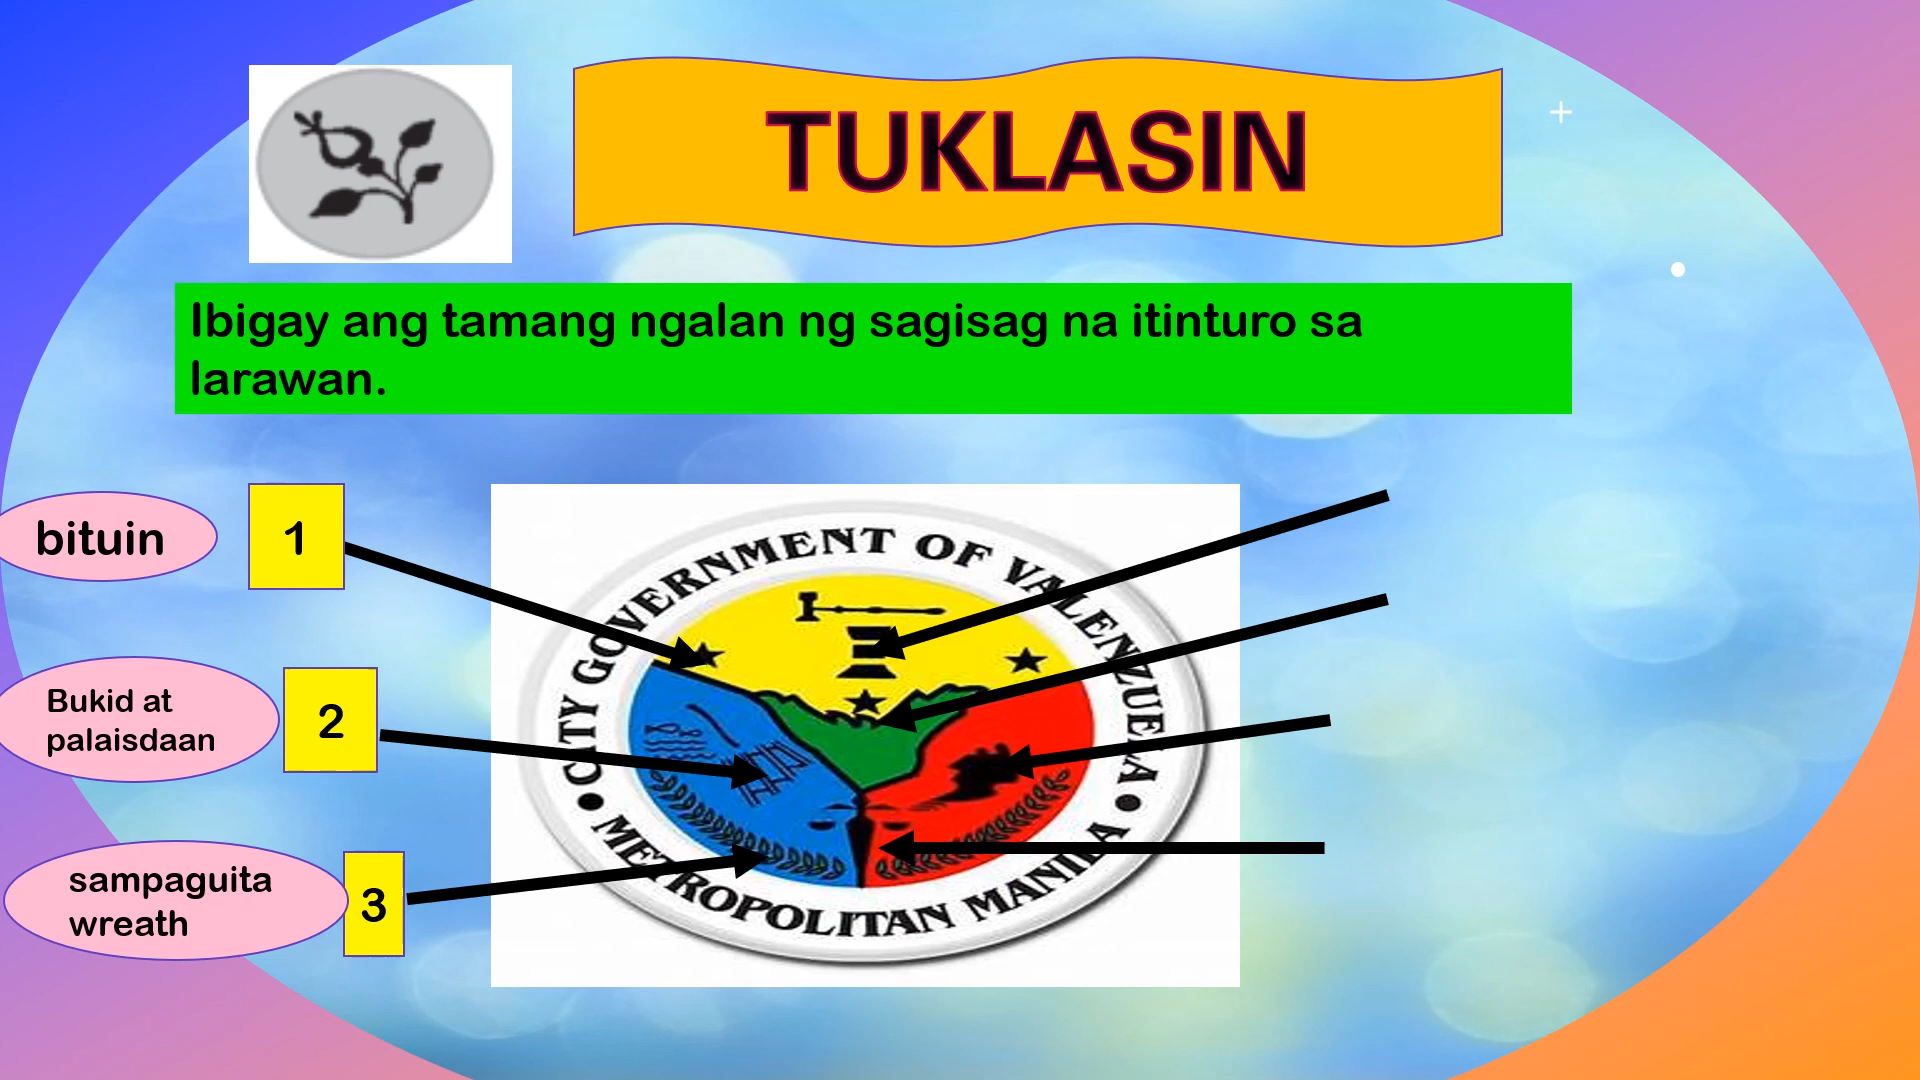 TUKLASIN
Ibigay ang tamang ngalan ng sagisag na itinturo sa
larawan.
bituin
1
CITY GOVERNMENT OF VALENZUELA
Bukid at
palaisdaan
2
sampaguita
wreath
3
METROPOLITAN MANILA